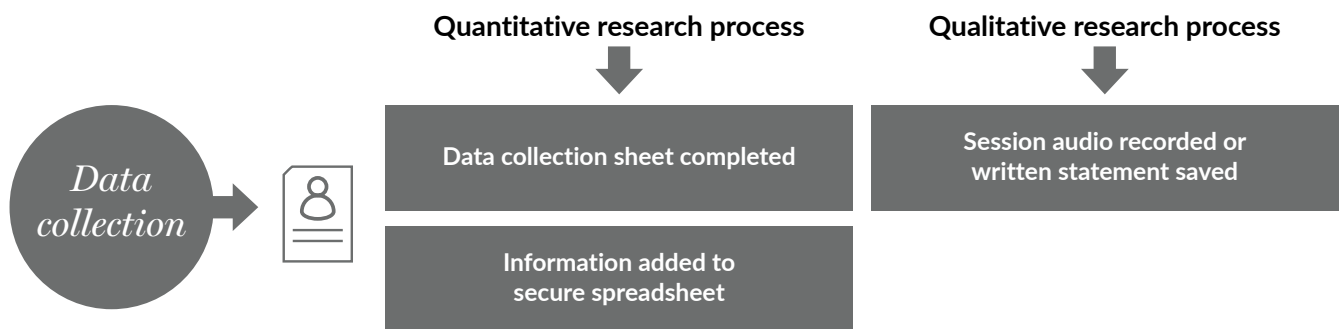 Quantitative research process
Qualitative research process
Data
collection
Data collection sheet completed
Session audio recorded or
written statement saved
Information added to
secure spreadsheet